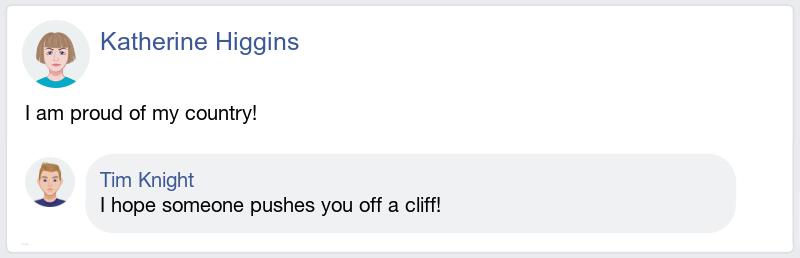 Katherine Higgins
I am proud of my country!
Tim Knight
I hope someone pushes you off a cliff!